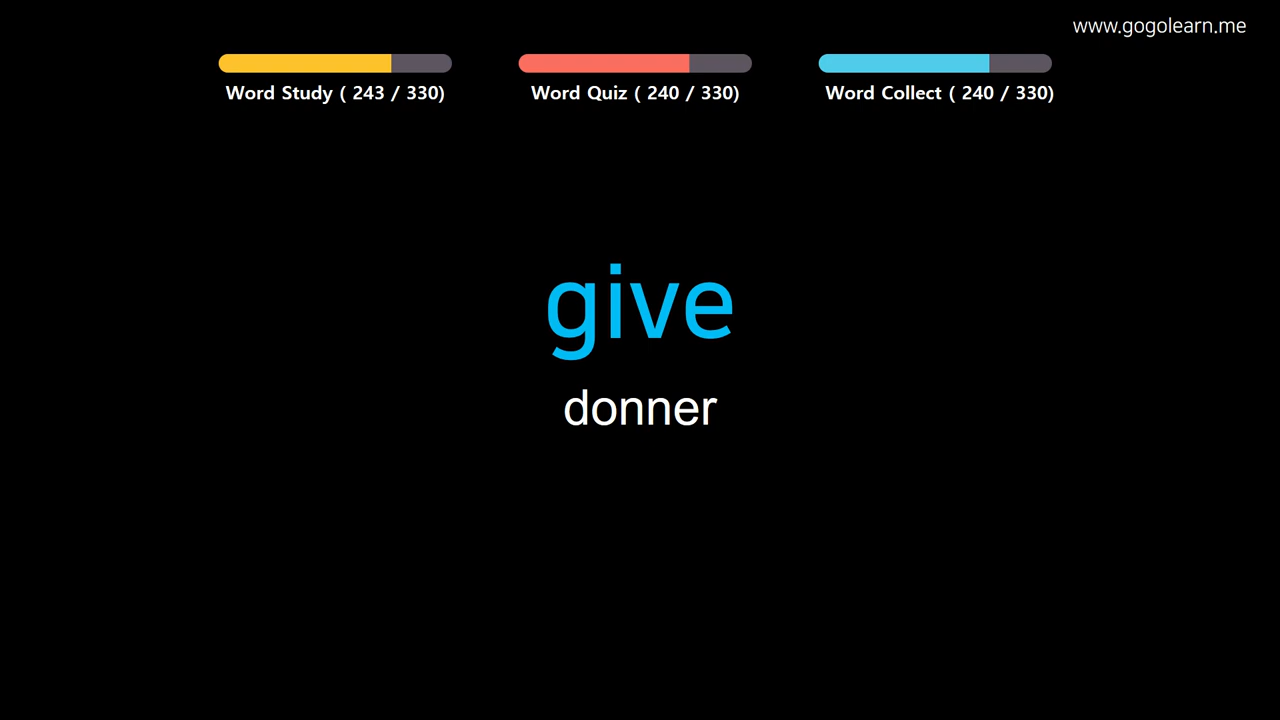 www.gogolearn.me
Word Study ( 243 / 330)
Word Quiz ( 240 / 330)
Word Collect ( 240 / 330)
give
donner